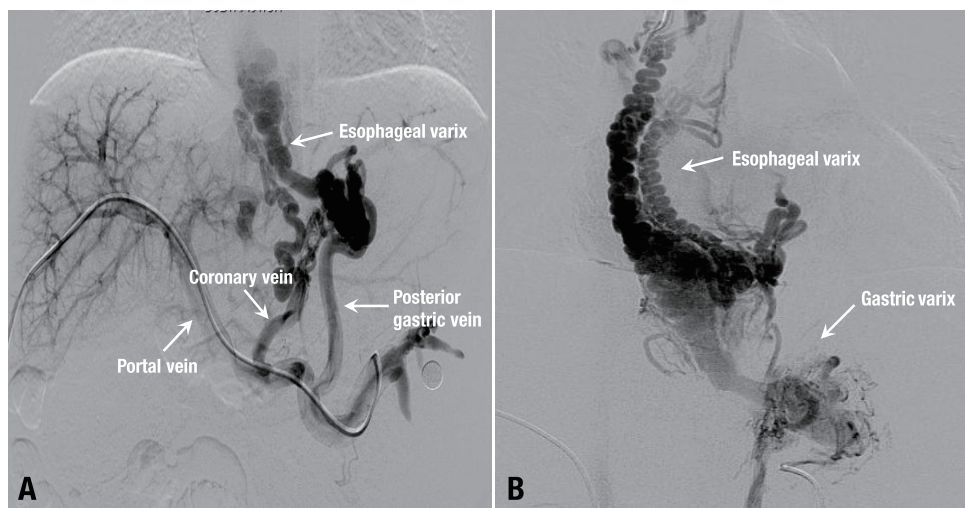 Esophageal varix
Coronary vein
Posterior
gastric vein
Portal vein
A
Esophageal varix
Gastric varix
B